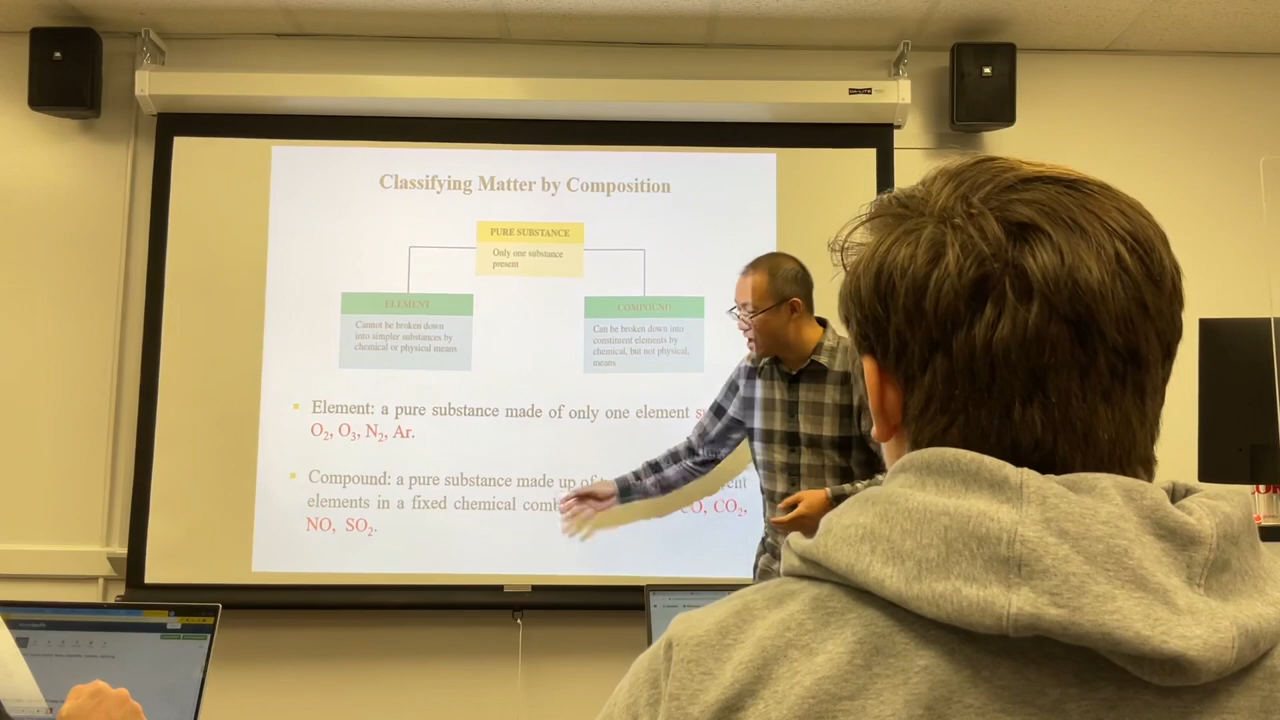 DA-LITE
Classifying Matter by Composition
PURE SUBSTANCE
Only one substance
present
ELEMENT
Cannot be broken down
into simpler substances by
chemical or physical means
COMPOUND
Can be broken down into
constituent elements by
chemical, but not physical,
means
Element: a pure substance made of only one element
O₂, O₃, N₂, Ar.
Compound: a pure substance made up of
elements in a fixed chemical CO₂,
NO, SO₂.